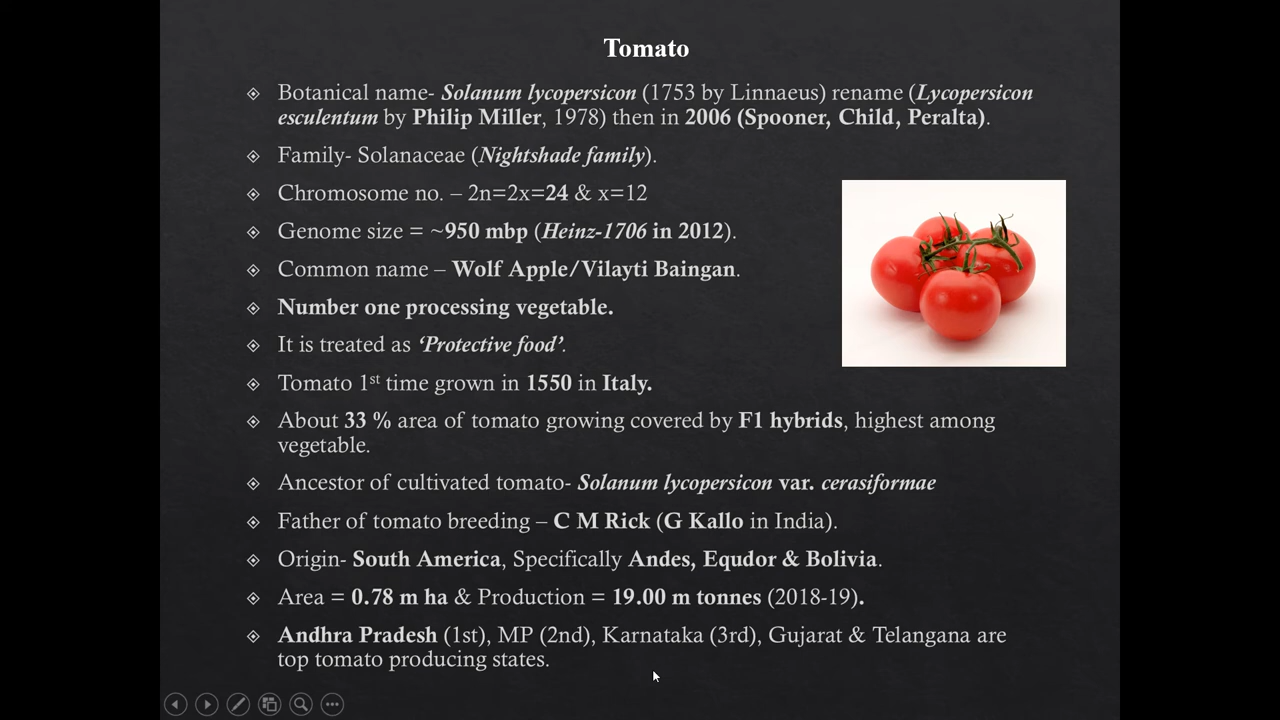 Tomato
Botanical name- Solanum lycopersicon (1753 by Linnaeus) rename (Lycopersicon
esculentum by Philip Miller, 1978) then in 2006 (Spooner, Child, Peralta).
Family- Solanaceae (Nightshade family).
Chromosome no. – 2n=2x=24 & x=12
Genome size = ~950 mbp (Heinz-1706 in 2012).
Common name – Wolf Apple/Vilayti Baingan.
Number one processing vegetable.
It is treated as ‘Protective food’.
Tomato 1st time grown in 1550 in Italy.
About 33 % area of tomato growing covered by F1 hybrids, highest among
vegetable.
Ancestor of cultivated tomato- Solanum lycopersicon var. cerasiformae
Father of tomato breeding – C M Rick (G Kallo in India).
Origin- South America, Specifically Andes, Equdor & Bolivia.
Area = 0.78 m ha & Production = 19.00 m tonnes (2018-19).
Andhra Pradesh (1st), MP (2nd), Karnataka (3rd), Gujarat & Telangana are
top tomato producing states.